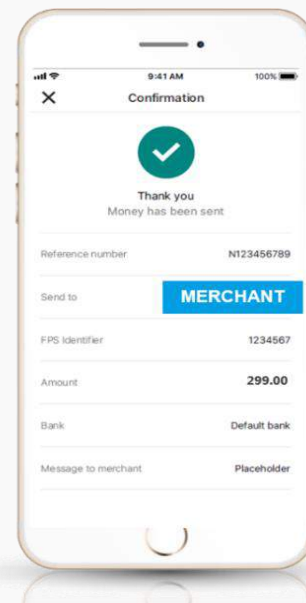 9:41 AM 100%
Confirmation
Thank you
Money has been sent
Reference number N123456789
Send to MERCHANT
FPS Identifier 1234567
Amount 299.00
Bank Default bank
Message to merchant Placeholder